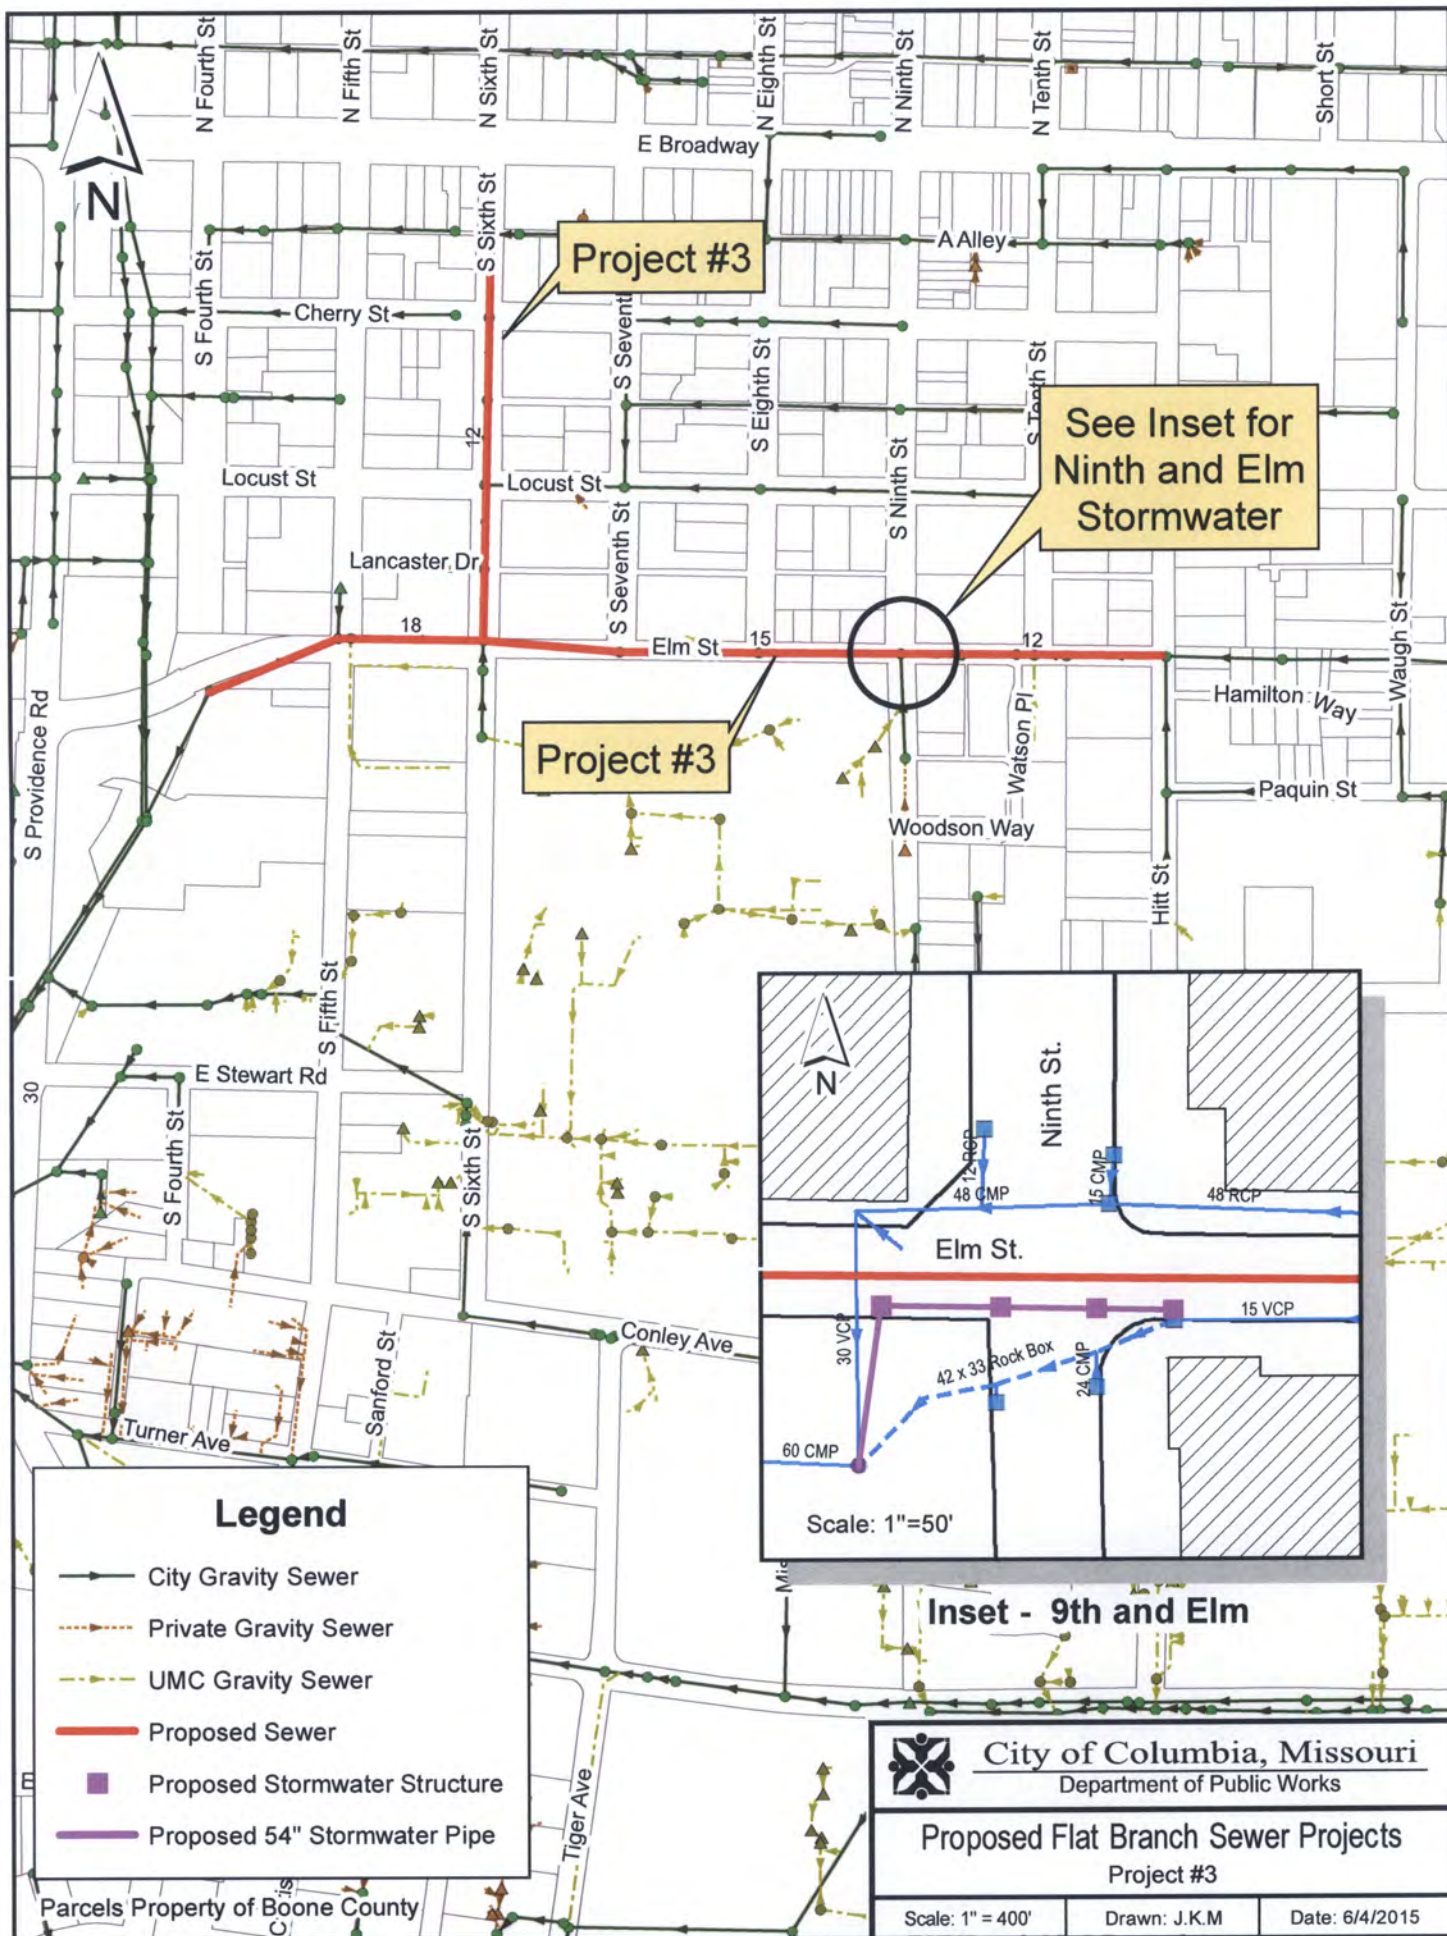 N Fourth St
N Fifth St
N Sixth St
N Eighth St
N Ninth St
N Tenth St
Short St
E Broadway
N
S Sixth St
A Alley
Project #3
S Fourth St
Cherry St
S Seventh
S Eighth St
S Tenth St
See Inset for
Ninth and Elm
Stormwater
12
Locust St
Locust St
S Ninth St
Lancaster Dr
S Seventh St
18
Elm St
15
12
Waugh St
Hamilton Way
S Providence Rd
Project #3
Watson Pl
Paquin St
Woodson Way
Hitt St
S Fifth St
E Stewart Rd
30
S Fourth St
S Sixth St
Conley Ave
Sanford St
Turner Ave
N
Ninth St.
12 RCP
15 CMP
48 CMP
48 RCP
Elm St.
15 VCP
30 VCP
42 x 33 Rock Box
24 CMP
60 CMP
Scale: 1"=50'
Inset - 9th and Elm
Legend
City Gravity Sewer
Private Gravity Sewer
UMC Gravity Sewer
Proposed Sewer
Proposed Stormwater Structure
Proposed 54" Stormwater Pipe
Tiger Ave
Parcels Property of Boone County
City of Columbia, Missouri
Department of Public Works
Proposed Flat Branch Sewer Projects
Project #3
Scale: 1" = 400'
Drawn: J.K.M
Date: 6/4/2015